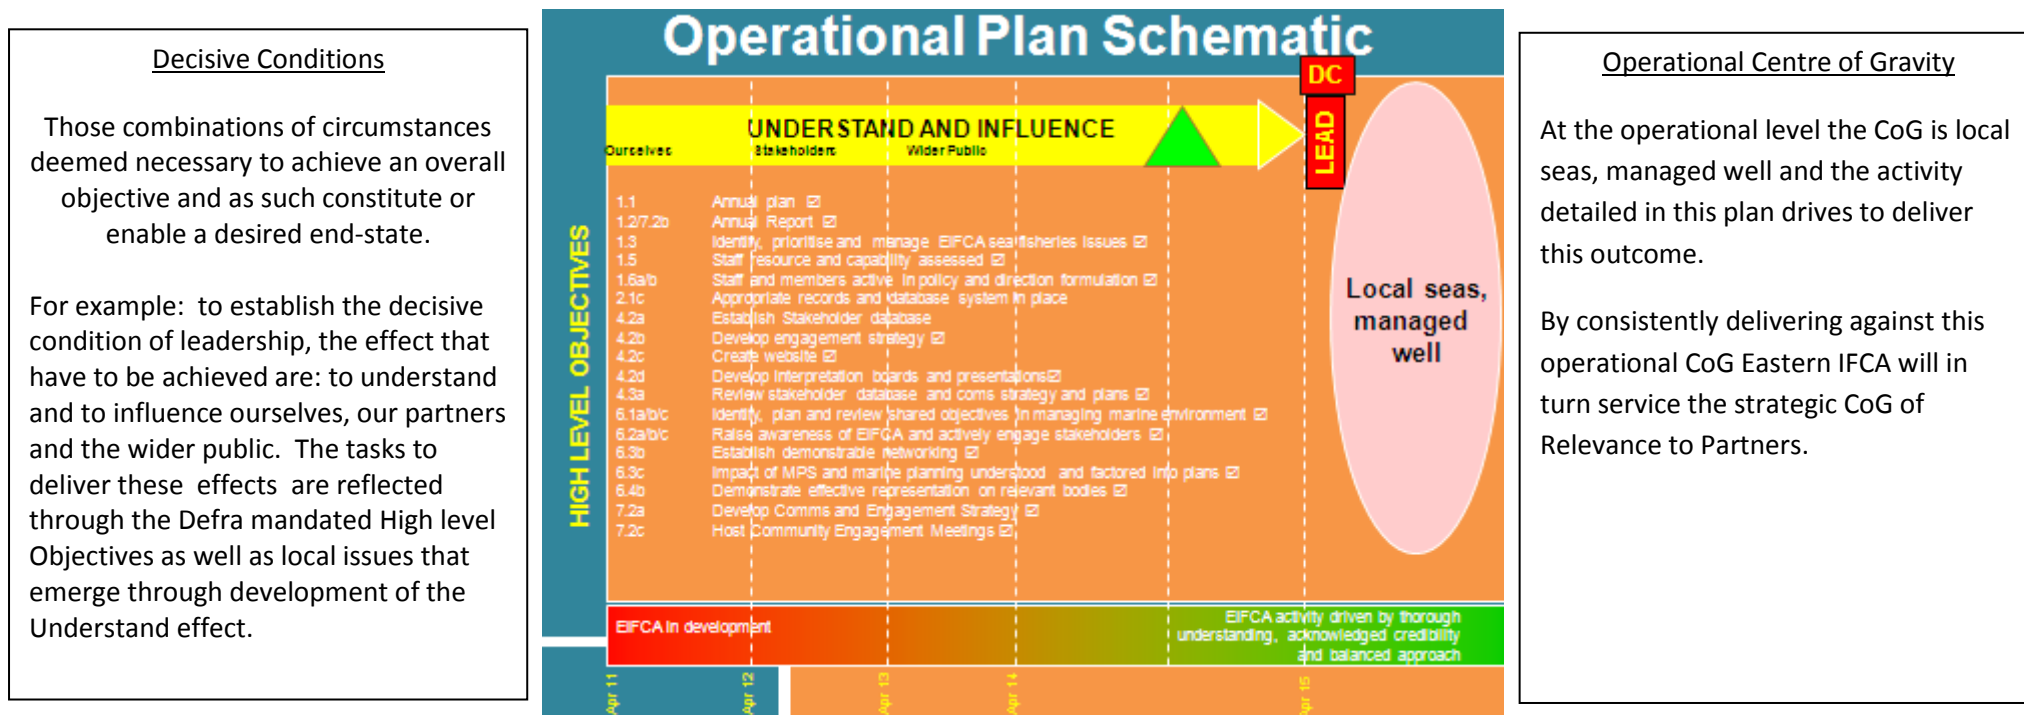 Decisive Conditions
Those combinations of circumstances
deemed necessary to achieve an overall
objective and as such constitute or
enable a desired end-state.
For example:  to establish the decisive
condition of leadership, the effect that
have to be achieved are: to understand
and to influence ourselves, our partners
and the wider public.  The tasks to
deliver these  effects  are reflected
through the Defra mandated High level
Objectives as well as local issues that
emerge through development of the
Understand effect.
Operational Plan Schematic
DC
LEAD
UNDERSTAND AND INFLUENCE
Ourselves Stakeholders Wider Public
HIGH LEVEL OBJECTIVES
1.1 Annual plan ☑
1.2/7.2b Annual Report ☑
1.3 Identify, prioritise and manage EIFCA sea fisheries issues ☑
1.5 Staff resource and capability assessed ☑
1.6a/b Staff and members active in policy and direction formulation ☑
2.1c Appropriate records and database system in place
4.2a Establish Stakeholder database
4.2b Develop engagement strategy ☑
4.2c Create website ☑
4.2d Develop interpretation boards and presentations☑
4.3a Review stakeholder database and coms strategy and plans ☑
6.1a/b/c Identify, plan and review shared objectives in managing marine environment ☑
6.2a/b/c Raise awareness of EIFCA and actively engage stakeholders ☑
6.3b Establish demonstrable networking ☑
6.3c Impact of MPS and marine planning understood and factored into plans ☑
6.4b Demonstrate effective representation on relevant bodies ☑
7.2a Develop Comms and Engagement Strategy ☑
7.2c Host Community Engagement Meetings ☑
Local seas,
managed
well
EIFCA in development
EIFCA activity driven by thorough
understanding, acknowledged credibility
and balanced approach
Apr 11
Apr 12
Apr 13
Apr 14
Apr 15
Operational Centre of Gravity
At the operational level the CoG is local
seas, managed well and the activity
detailed in this plan drives to deliver
this outcome.
By consistently delivering against this
operational CoG Eastern IFCA will in
turn service the strategic CoG of
Relevance to Partners.